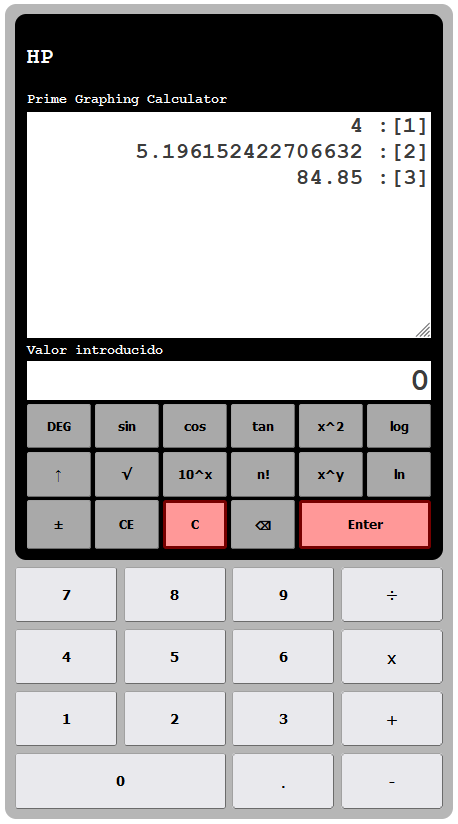 HP
Prime Graphing Calculator
4 :[1]
5.196152422706632 :[2]
84.85 :[3]
Valor introducido
0
DEG sin cos tan x^2 log
↑ √ 10^x n! x^y ln
± CE C ⌫ Enter
7 8 9 ÷
4 5 6 x
1 2 3 +
0 . -